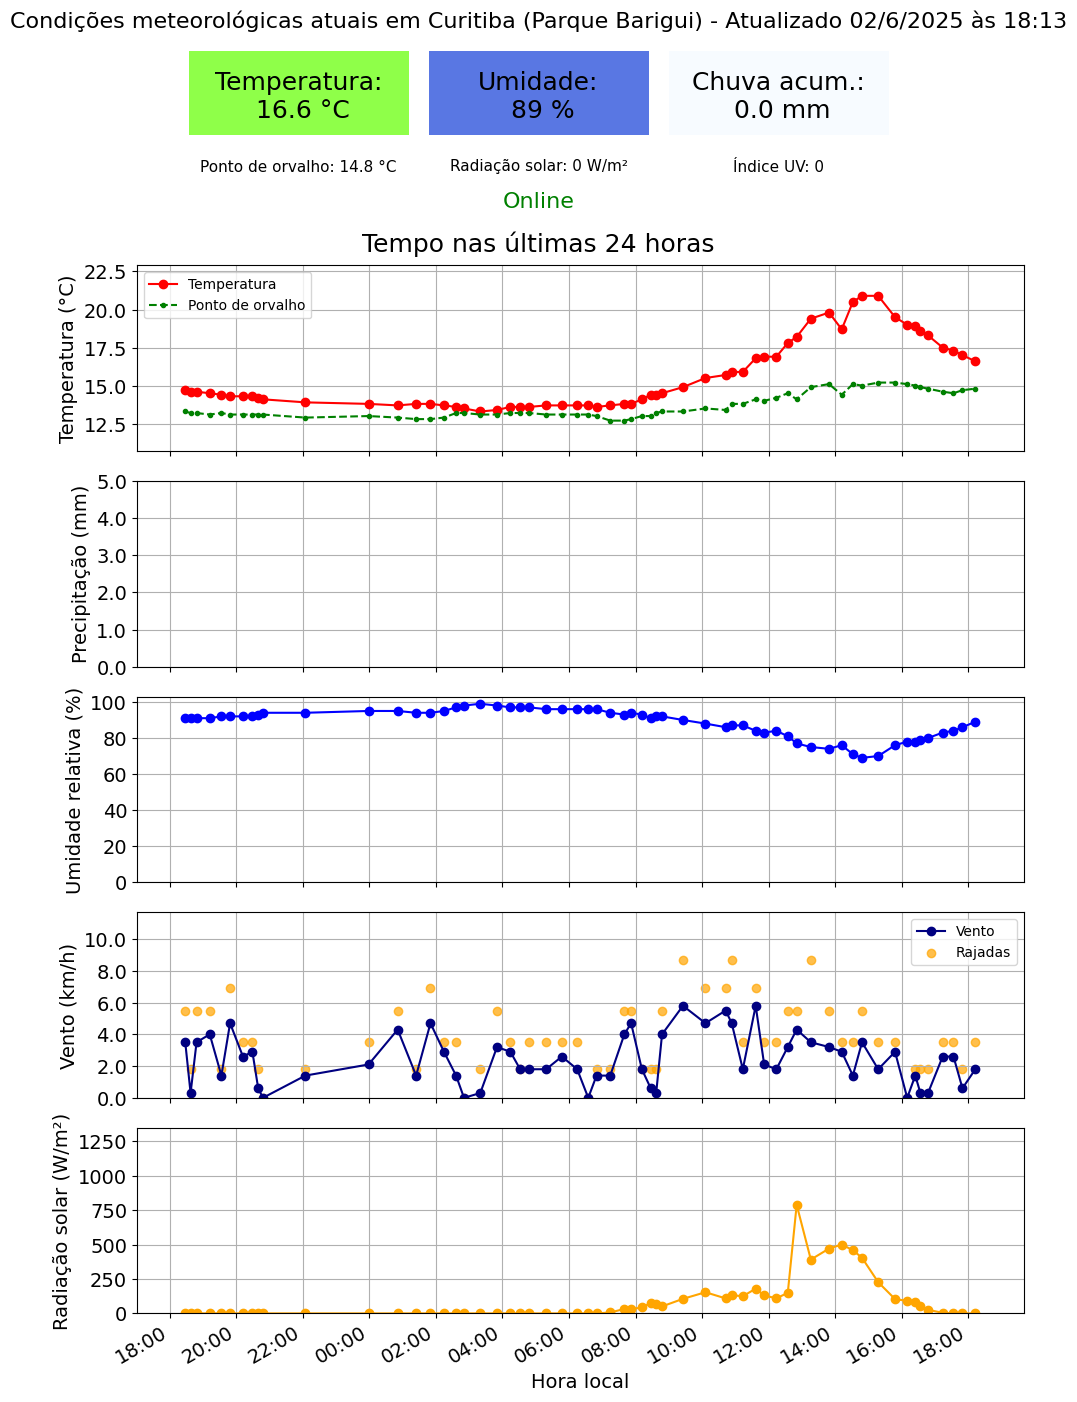 Condições meteorológicas atuais em Curitiba (Parque Barigui) - Atualizado 02/6/2025 às 18:13
Temperatura:
16.6 °C
Umidade:
89 %
Chuva acum.:
0.0 mm
Ponto de orvalho: 14.8 °C
Radiação solar: 0 W/m²
Índice UV: 0
Online
Tempo nas últimas 24 horas
Temperatura (°C)
22.5
20.0
17.5
15.0
12.5
Temperatura
Ponto de orvalho
Precipitação (mm)
5.0
4.0
3.0
2.0
1.0
0.0
Umidade relativa (%)
100
80
60
40
20
0
Vento (km/h)
10.0
8.0
6.0
4.0
2.0
0.0
Vento
Rajadas
Radiação solar (W/m²)
1250
1000
750
500
250
0
18:00
20:00
22:00
00:00
02:00
04:00
06:00
08:00
10:00
12:00
14:00
16:00
18:00
Hora local